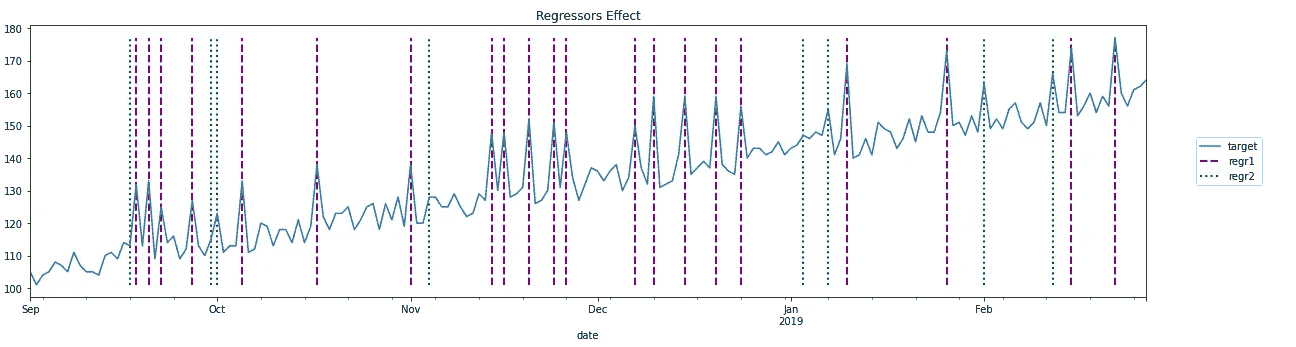 Regressors Effect
180
170
160
150
140
130
120
110
100
target
regr1
regr2
Sep
Oct
Nov
Dec
Jan
2019
Feb
date